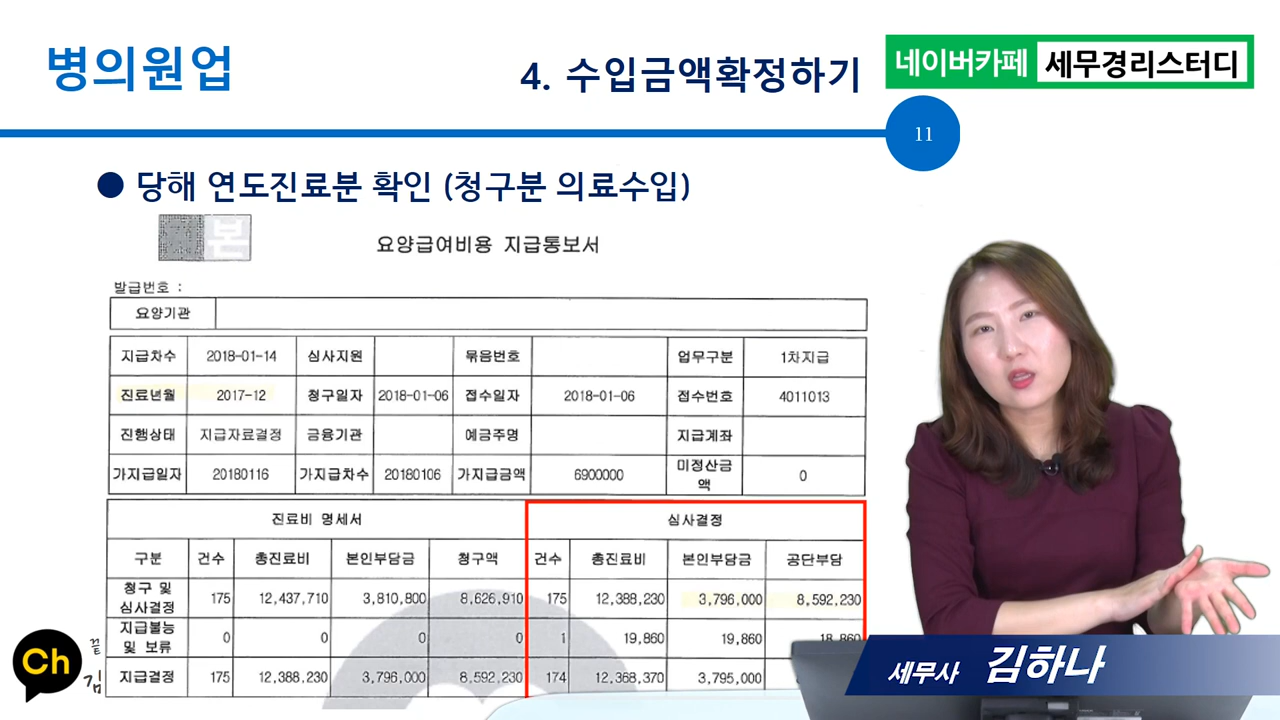 병의원업
4. 수입금액확정하기
네이버카페 세무경리스터디
11
● 당해 연도진료분 확인 (청구분 의료수입)
본
요양급여비용 지급통보서
발급번호 :
요양기관
지급차수 2018-01-14 심사지원 묶음번호 업무구분 1차지급
진료년월 2017-12 청구일자 2018-01-06 접수일자 2018-01-06 접수번호 4011013
진행상태 지급자료결정 금융기관 예금주명 지급계좌
가지급일자 20180116 가지급차수 20180106 가지급금액 6900000 미정산금액 0
진료비 명세서 심사결정
구분 건수 총진료비 본인부담금 청구액 건수 총진료비 본인부담금 공단부담
청구 및 심사결정 175 12,437,710 3,810,800 8,626,910 175 12,388,230 3,796,000 8,592,230
지급불능 및 보류 0 0 0 0 1 19,860 19,860 18,860
지급결정 175 12,388,230 3,796,000 8,592,230 174 12,368,370 3,795,000
Ch
끝
김
세무사 김하나